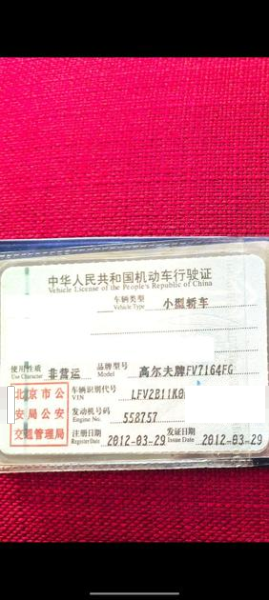 中华人民共和国机动车行驶证
Vehicle License of the People's Republic of China
车辆类型 小型轿车
Vehicle Type
使用性质 非营运 品牌型号 高尔夫牌FV7164FG
Use Character Model
北京市公 车辆识别代号 LFV2B11K0
VIN
安局公安 发动机号码 558757
Engine No.
交通管理局 注册日期 2012-03-29 发证日期 2012-03-29
Register Date Issue Date